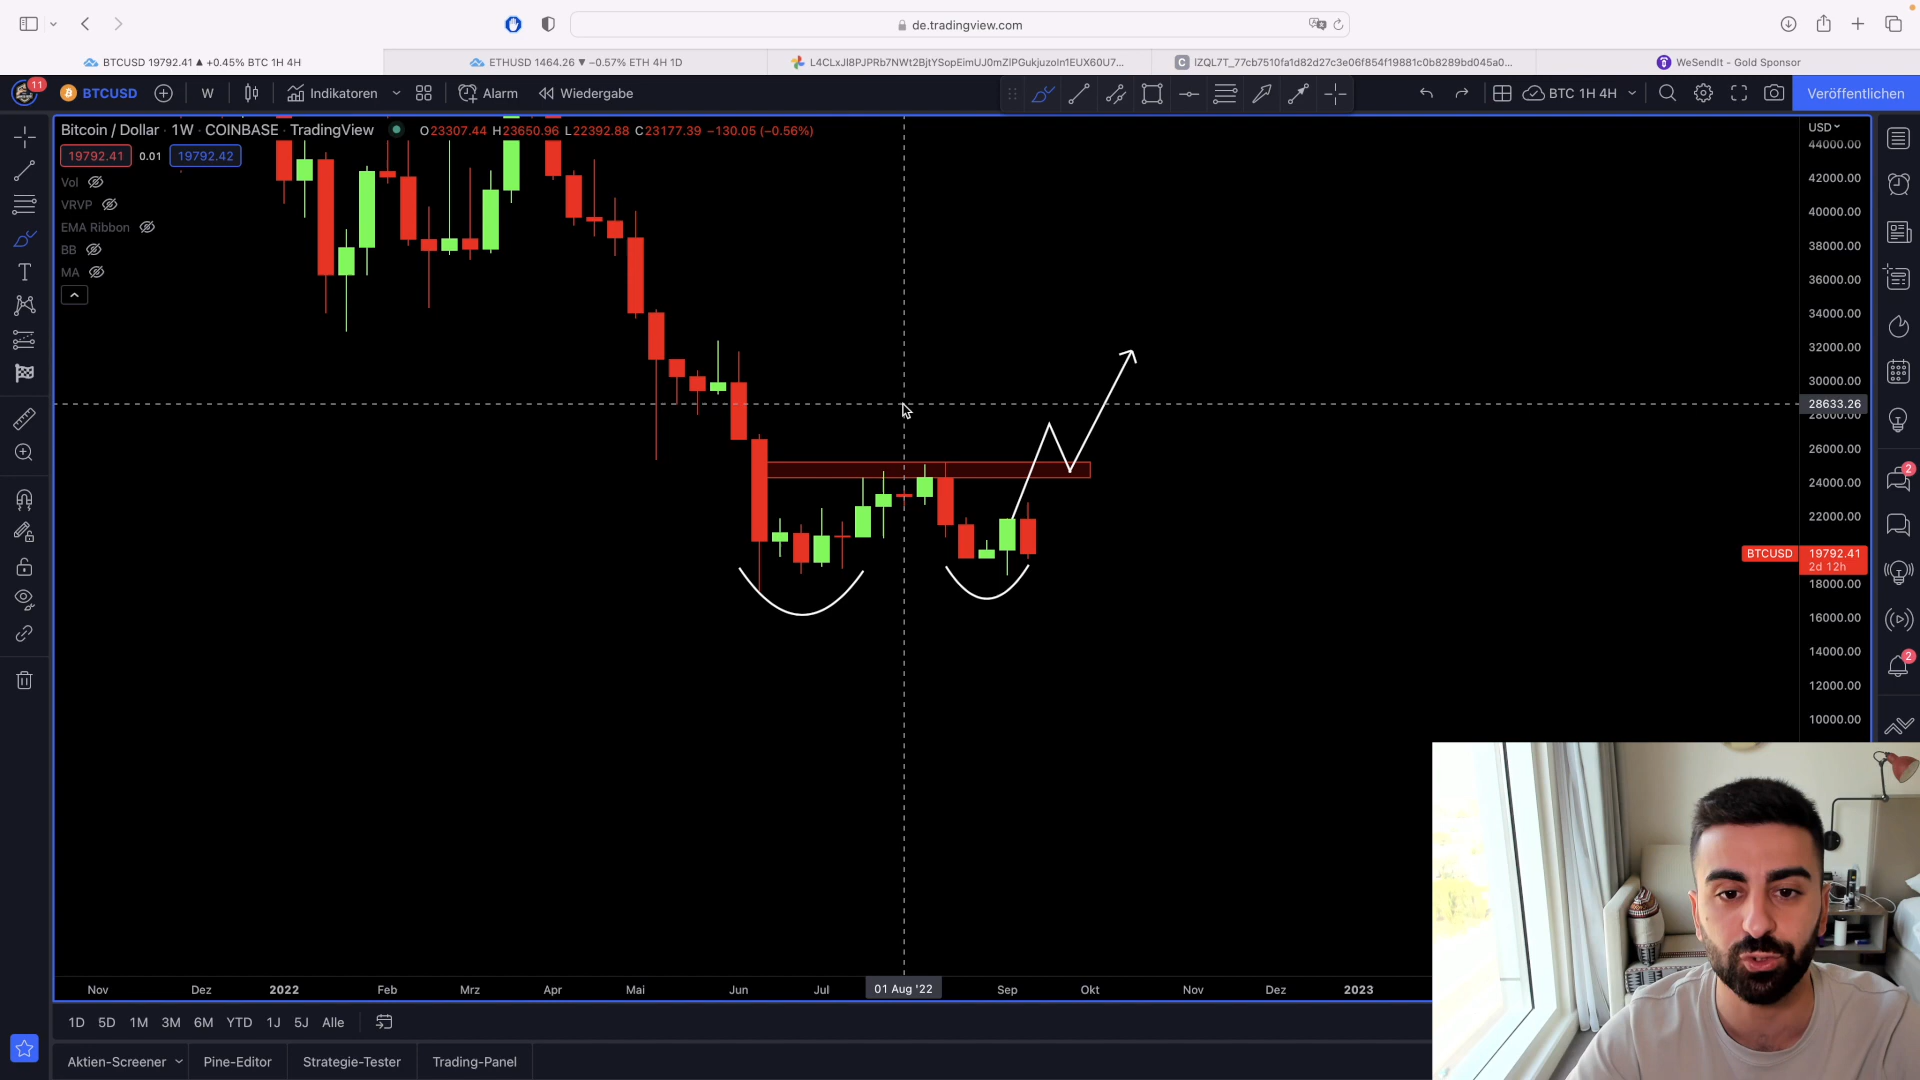 de.tradingview.com
BTCUSD 19792.41 ▲ +0.45% BTC 1H 4H
ETHUSD 1464.26 ▼ −0.57% ETH 4H 1D
WeSendIt - Gold Sponsor
11
BTCUSD
W
Indikatoren
Alarm
Wiedergabe
BTC 1H 4H
Veröffentlichen
Bitcoin / Dollar · 1W · COINBASE · TradingView
O23307.44 H23650.96 L22392.88 C23177.39 −130.05 (−0.56%)
USD
19792.41 0.01 19792.42
Vol
VRVP
EMA Ribbon
BB
MA
44000.00
42000.00
40000.00
38000.00
36000.00
34000.00
32000.00
30000.00
28633.26
28000.00
26000.00
24000.00
22000.00
BTCUSD 19792.41
2d 12h
18000.00
16000.00
14000.00
12000.00
10000.00
2
2
Nov Dez 2022 Feb Mrz Apr Mai Jun Jul 01 Aug '22 Sep Okt Nov Dez 2023
1D 5D 1M 3M 6M YTD 1J 5J Alle
Aktien-Screener Pine-Editor Strategie-Tester Trading-Panel